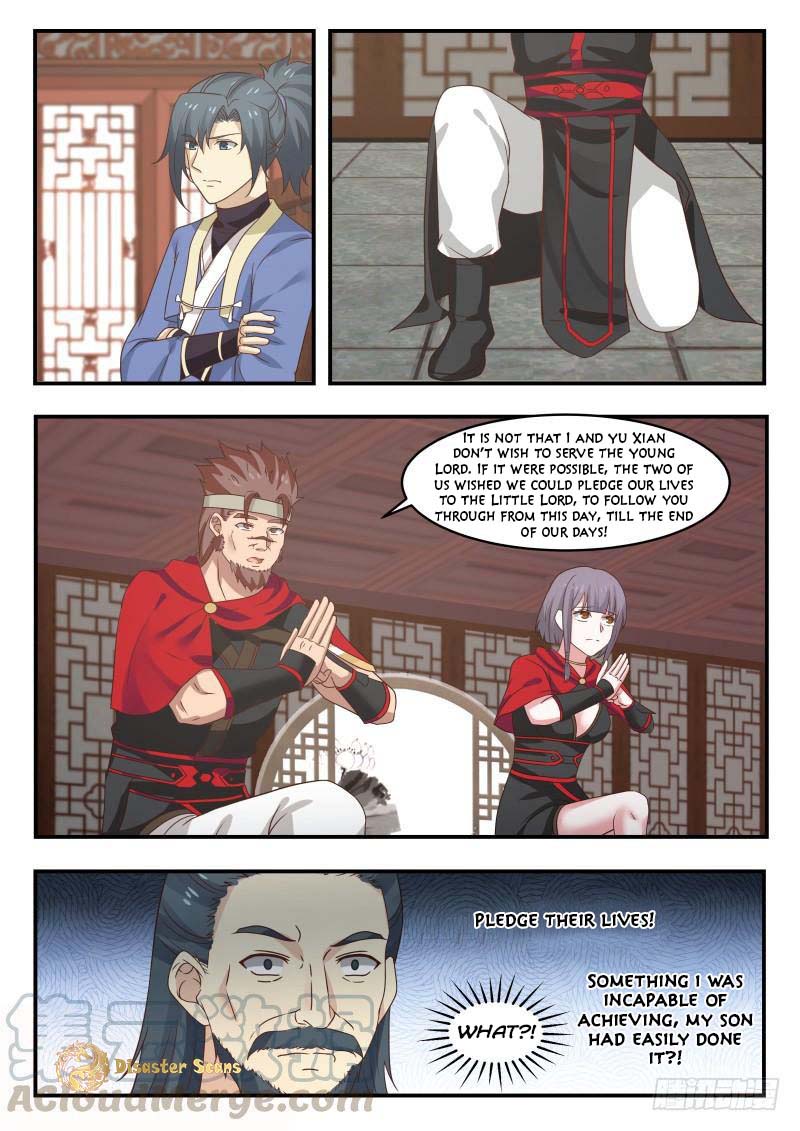 IT IS NOT THAT I AND YU XIAN
DON'T WISH TO SERVE THE YOUNG
LORD. IF IT WERE POSSIBLE, THE TWO OF
US WISHED WE COULD PLEDGE OUR LIVES
TO THE LITTLE LORD, TO FOLLOW YOU
THROUGH FROM THIS DAY, TILL THE END
OF OUR DAYS!
PLEDGE THEIR LIVES!
WHAT?!
SOMETHING I WAS
INCAPABLE OF
ACHIEVING, MY SON
HAD EASILY DONE
IT?!
Disaster Scans
AcloudMerge.com